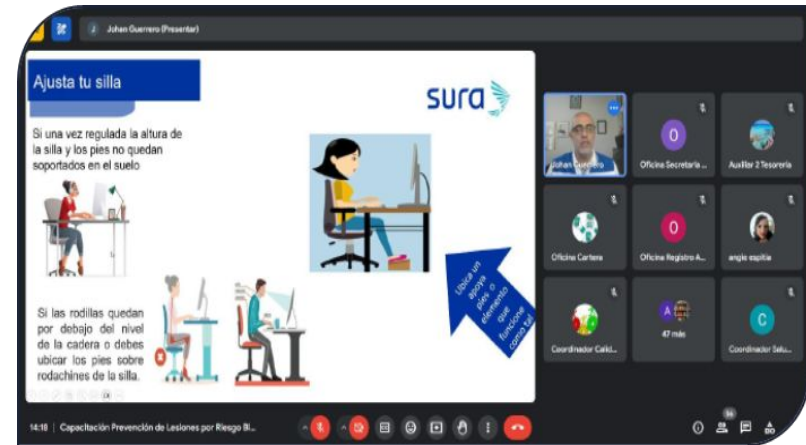 Johan Guerrero (Presentar)
Ajusta tu silla
sura
Si una vez regulada la altura de
la silla y los pies no quedan
soportados en el suelo
Ubica un
apoya
pies o
elemento
que
funcione
como tal
Si las rodillas quedan
por debajo del nivel
de la cadera o debes
ubicar los pies sobre
rodachines de la silla.
Johan Guerrero
O
Oficina Secretaria ...
Auxiliar 2 Tesoreria
Oficina Cartera
O
Oficina Registro A...
angie espitia
Coordinador Calid...
A
47 más
C
Coordinador Salu...
14:18 | Capacitación Prevención de Lesiones por Riesgo Bi...